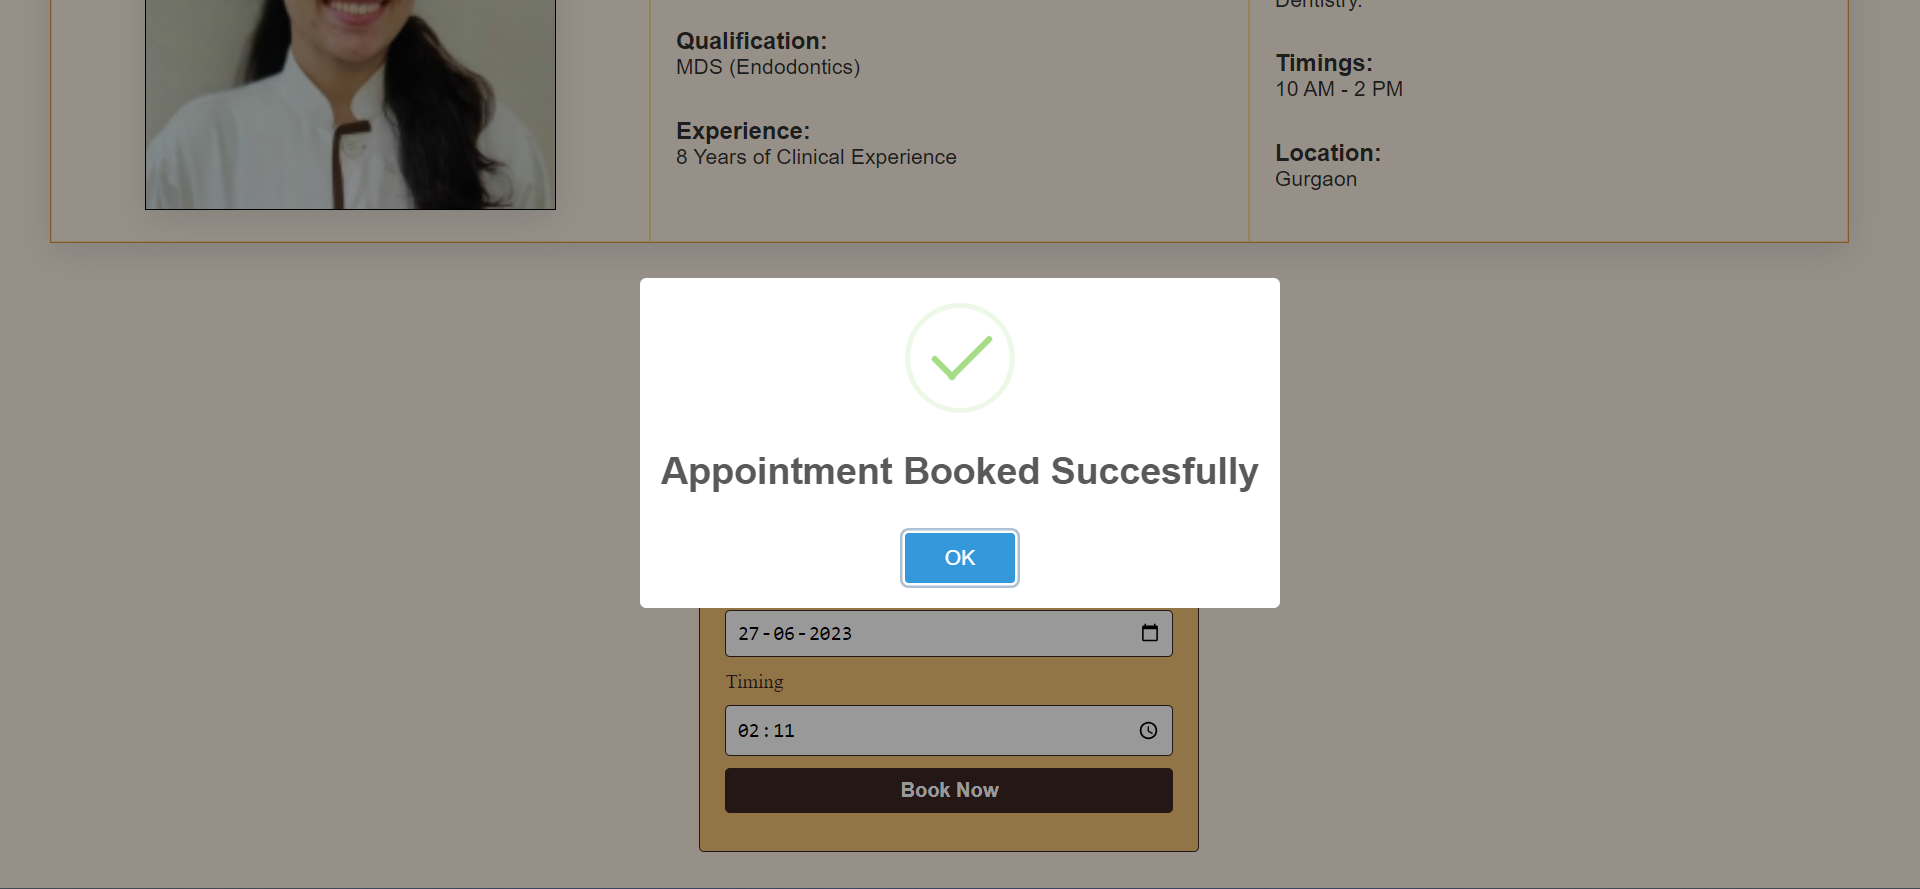 Dentistry.
Qualification:
MDS (Endodontics)
Experience:
8 Years of Clinical Experience
Timings:
10 AM - 2 PM
Location:
Gurgaon
Appointment Booked Succesfully
OK
27-06-2023
Timing
02:11
Book Now